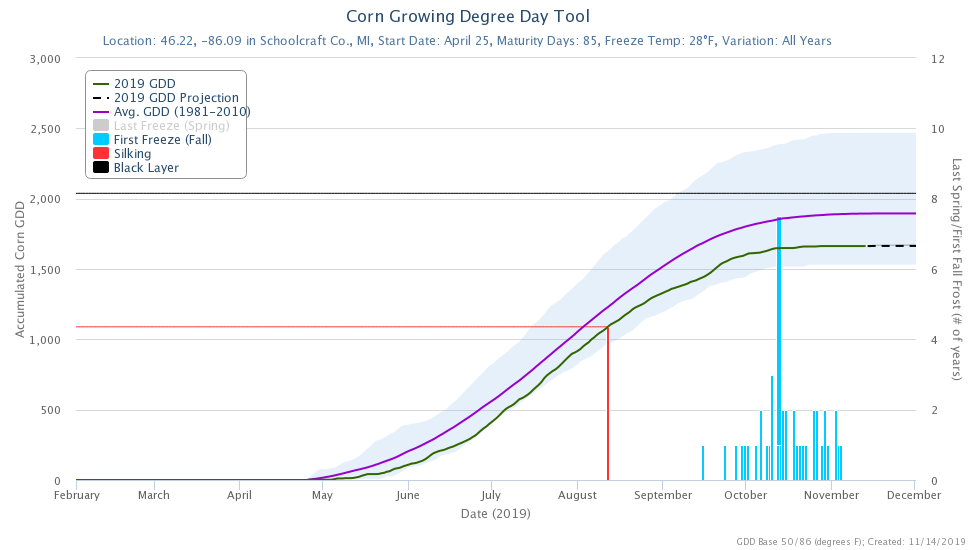 Corn Growing Degree Day Tool
Location: 46.22, -86.09 in Schoolcraft Co., MI, Start Date: April 25, Maturity Days: 85, Freeze Temp: 28°F, Variation: All Years
3,000
2,500
2,000
1,500
1,000
500
0
Accumulated Corn GDD
2019 GDD
2019 GDD Projection
Avg. GDD (1981-2010)
Last Freeze (Spring)
First Freeze (Fall)
Silking
Black Layer
12
10
8
6
4
2
0
Last Spring/First Fall Frost (# of years)
February March April May June July August September October November December
Date (2019)
GDD Base 50/86 (degrees F); Created: 11/14/2019